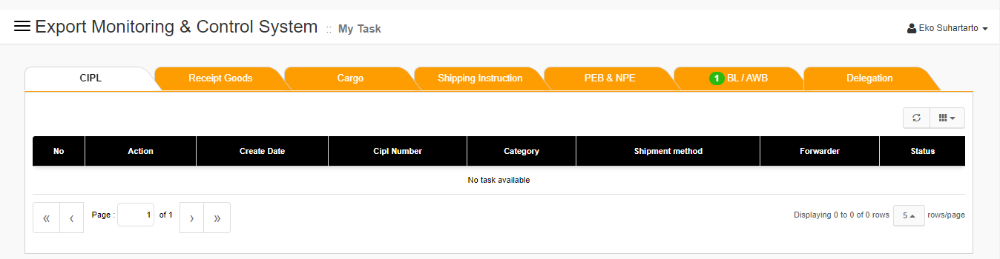 Export Monitoring & Control System :: My Task
Eko Suhartarto
CIPL Receipt Goods Cargo Shipping Instruction PEB & NPE 1 BL / AWB Delegation
No Action Create Date Cipl Number Category Shipment method Forwarder Status
No task available
« ‹ Page : 1 of 1 › » Displaying 0 to 0 of 0 rows 5 rows/page